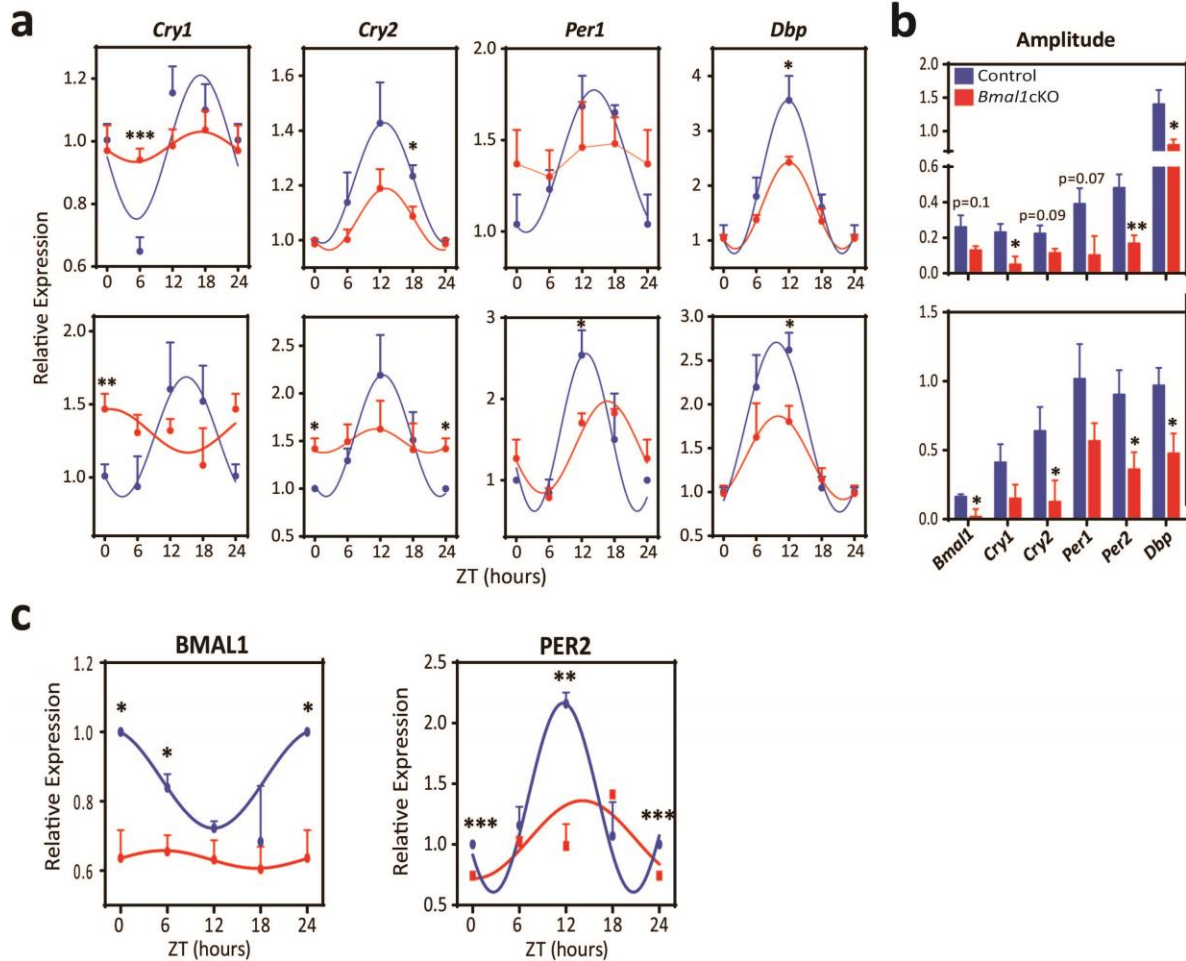 a
b
Cry1
Cry2
Per1
Dbp
Amplitude
Relative Expression
1.2
1.0
0.8
0.6
***
0 6 12 18 24
1.6
1.4
1.2
1.0
*
0 6 12 18 24
2.0
1.5
1.0
0 6 12 18 24
4
3
2
1
*
0 6 12 18 24
2.0
1.5
1.0
**
0 6 12 18 24
2.5
2.0
1.5
1.0
0.5
* *
0 6 12 18 24
3
2
1
*
0 6 12 18 24
3.0
2.5
2.0
1.5
1.0
0.5
*
0 6 12 18 24
ZT (hours)
Control
Bmal1cKO
2.0
1.5
1.0
0.5
0.6
0.4
0.2
0.0
p=0.1
*
p=0.09
p=0.07
**
*
1.5
1.0
0.5
0.0
*
*
*
*
Bmal1 Cry1 Cry2 Per1 Per2 Dbp
c
BMAL1
Relative Expression
1.2
1.0
0.8
0.6
* * *
0 6 12 18 24
ZT (hours)
PER2
Relative Expression
2.5
2.0
1.5
1.0
0.5
*** ** ***
0 6 12 18 24
ZT (hours)